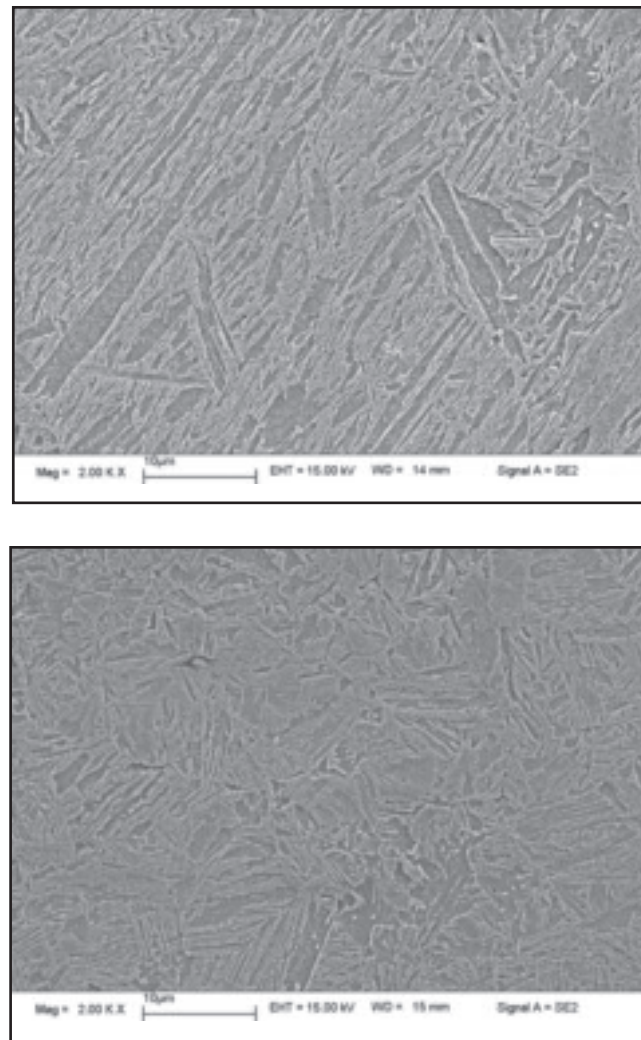 10µm
Mag = 2.00 K X EHT = 15.00 kV WD = 14 mm Signal A = SE2
10µm
Mag = 2.00 K X EHT = 15.00 kV WD = 15 mm Signal A = SE2